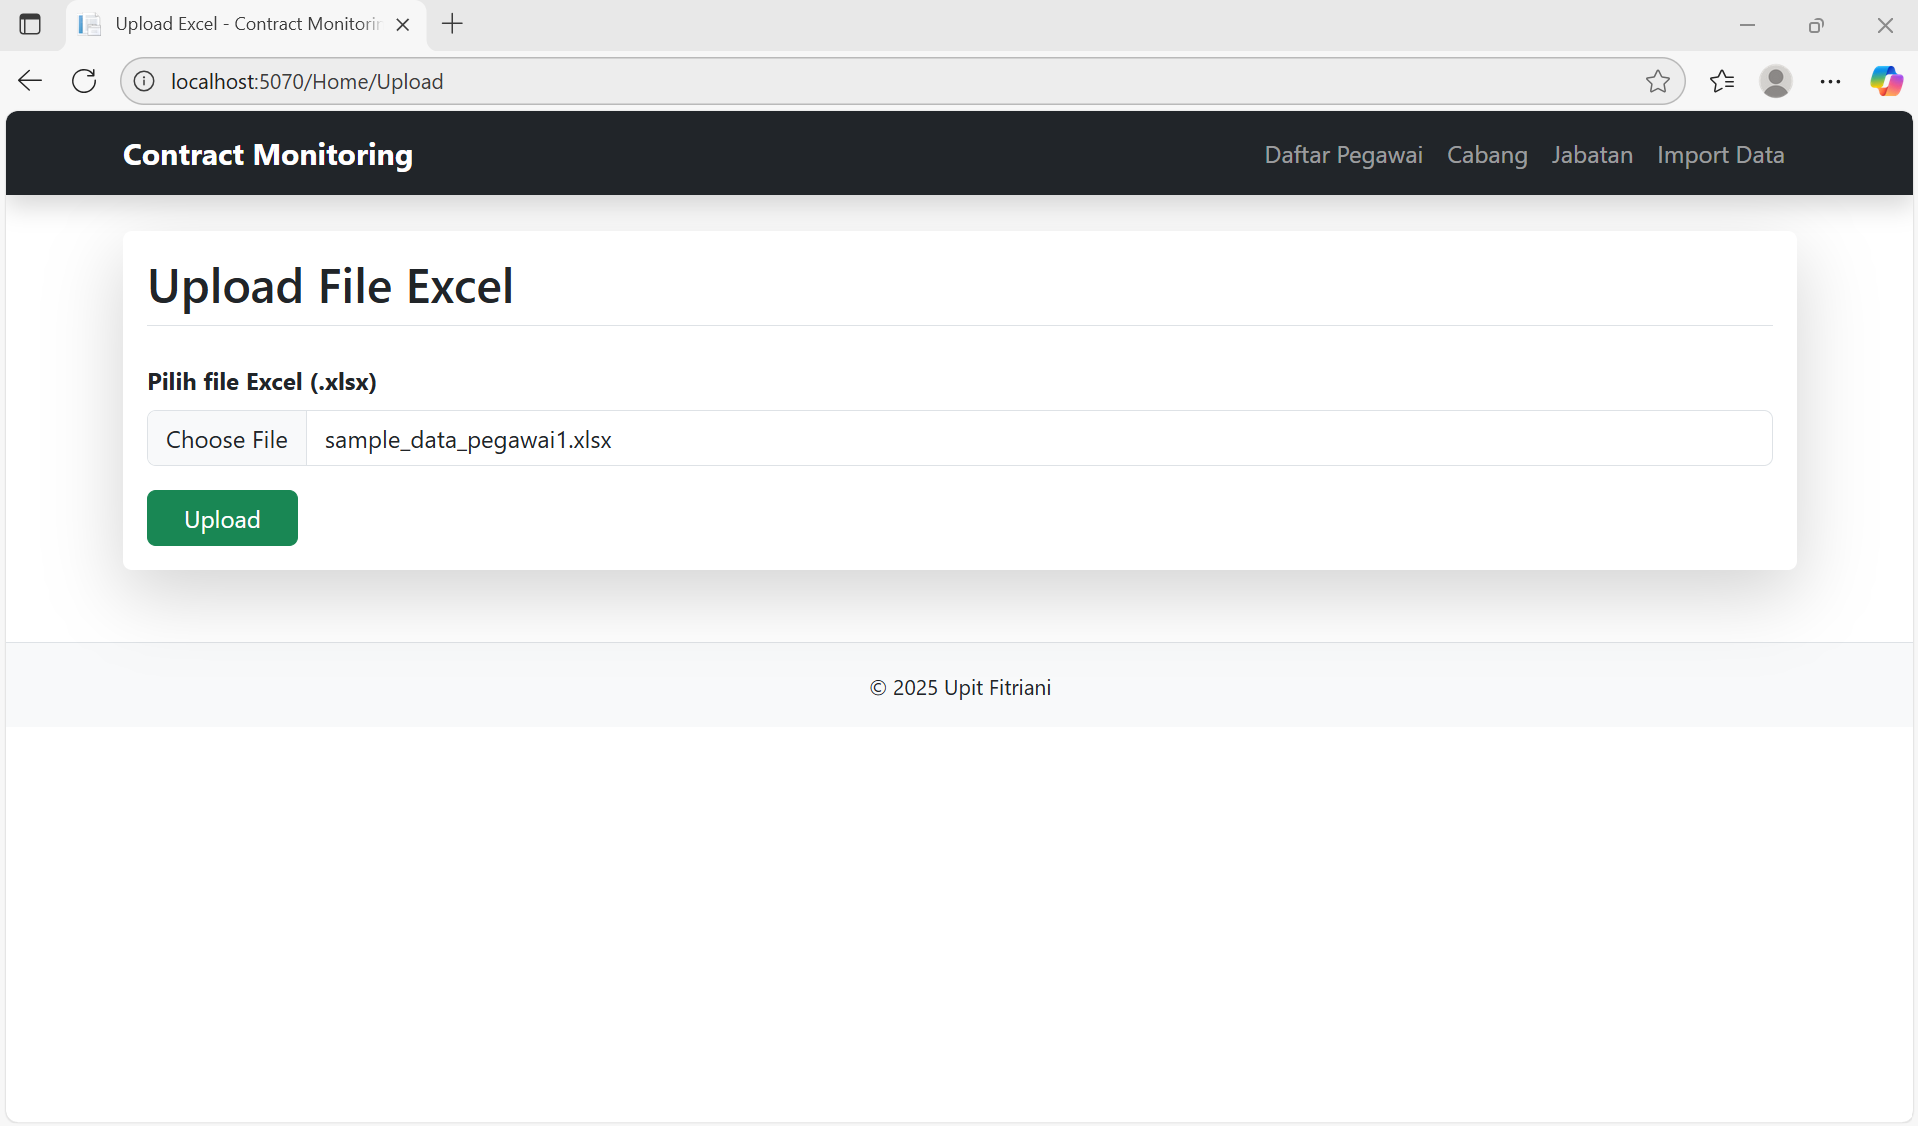 Upload Excel - Contract Monitorin
localhost:5070/Home/Upload
Contract Monitoring
Daftar Pegawai Cabang Jabatan Import Data
Upload File Excel
Pilih file Excel (.xlsx)
Choose File sample_data_pegawai1.xlsx
Upload
© 2025 Upit Fitriani